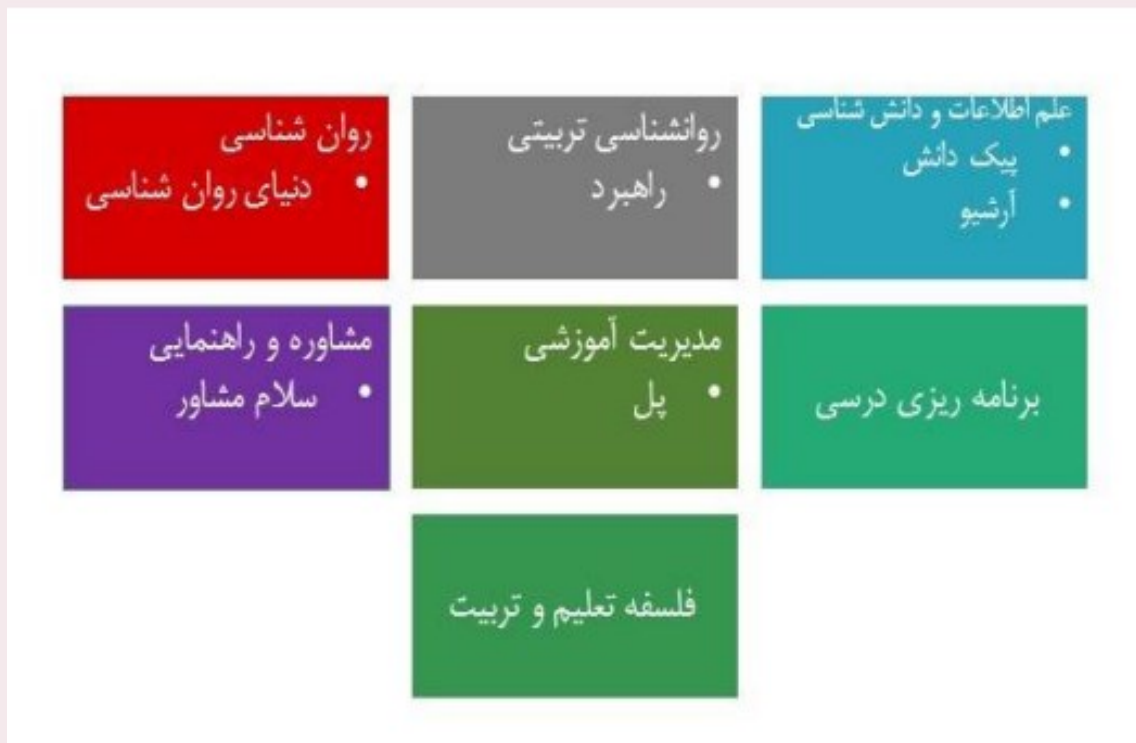 علم اطلاعات و دانش شناسی
• پیک دانش
• آرشیو
روانشناسی تربیتی
• راهبرد
روان شناسی
• دنیای روان شناسی
برنامه ریزی درسی
مدیریت آموزشی
• پل
مشاوره و راهنمایی
• سلام مشاور
فلسفه تعلیم و تربیت